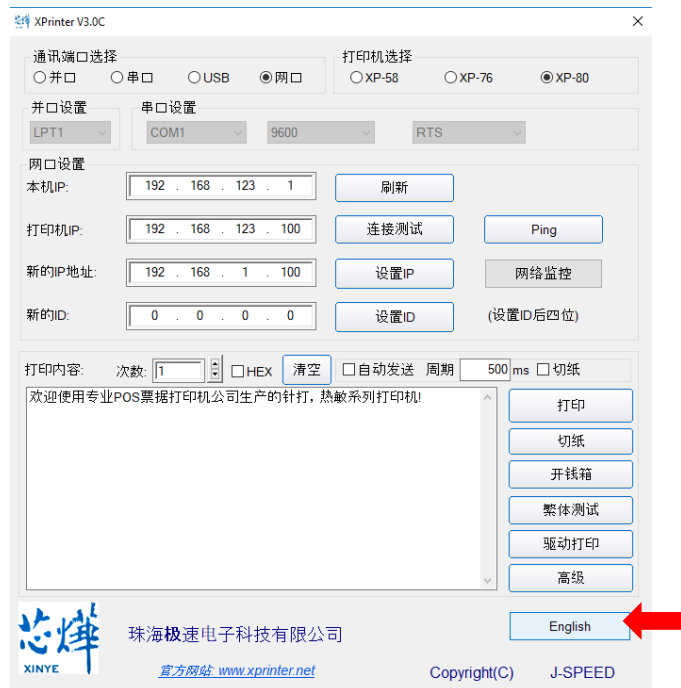 XPrinter V3.0C
通讯端口选择 打印机选择
并口 串口 USB 网口 XP-58 XP-76 XP-80
并口设置 串口设置
LPT1 COM1 9600 RTS
网口设置
本机IP: 192 . 168 . 123 . 1 刷新
打印机IP: 192 . 168 . 123 . 100 连接测试 Ping
新的IP地址: 192 . 168 . 1 . 100 设置IP 网络监控
新的ID: 0 . 0 . 0 . 0 设置ID (设置ID后四位)
打印内容: 次数: 1 HEX 清空 自动发送 周期 500 ms 切纸
欢迎使用专业POS票据打印机公司生产的针打，热敏系列打印机!
打印
切纸
开钱箱
繁体测试
驱动打印
高级
芯烨
XINYE
珠海极速电子科技有限公司
English
官方网站: www.xprinter.net
Copyright(C) J-SPEED